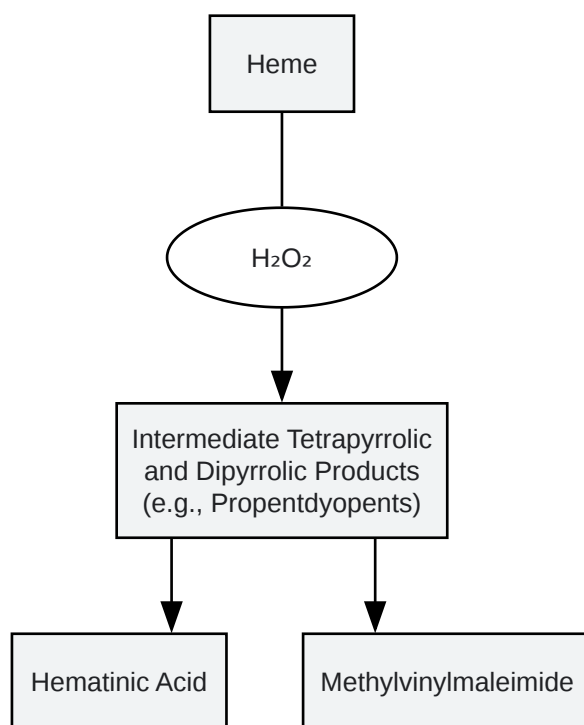 Heme
H₂O₂
Intermediate Tetrapyrrolic
and Dipyrrolic Products
(e.g., Propentdyopents)
Hematinic Acid
Methylvinylmaleimide